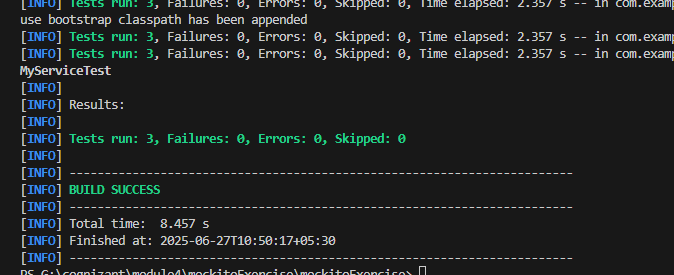 [INFO] Tests run: 3, Failures: 0, Errors: 0, Skipped: 0, Time elapsed: 2.357 s -- in com.examp
use bootstrap classpath has been appended
[INFO] Tests run: 3, Failures: 0, Errors: 0, Skipped: 0, Time elapsed: 2.357 s -- in com.examp
[INFO] Tests run: 3, Failures: 0, Errors: 0, Skipped: 0, Time elapsed: 2.357 s -- in com.examp
MyServiceTest
[INFO]
[INFO] Results:
[INFO]
[INFO] Tests run: 3, Failures: 0, Errors: 0, Skipped: 0
[INFO]
[INFO] ------------------------------------------------------------------------
[INFO] BUILD SUCCESS
[INFO] ------------------------------------------------------------------------
[INFO] Total time:  8.457 s
[INFO] Finished at: 2025-06-27T10:50:17+05:30
[INFO] ------------------------------------------------------------------------
PS G:\cognizant\module4\mockitoExercise\mockitoExercise>